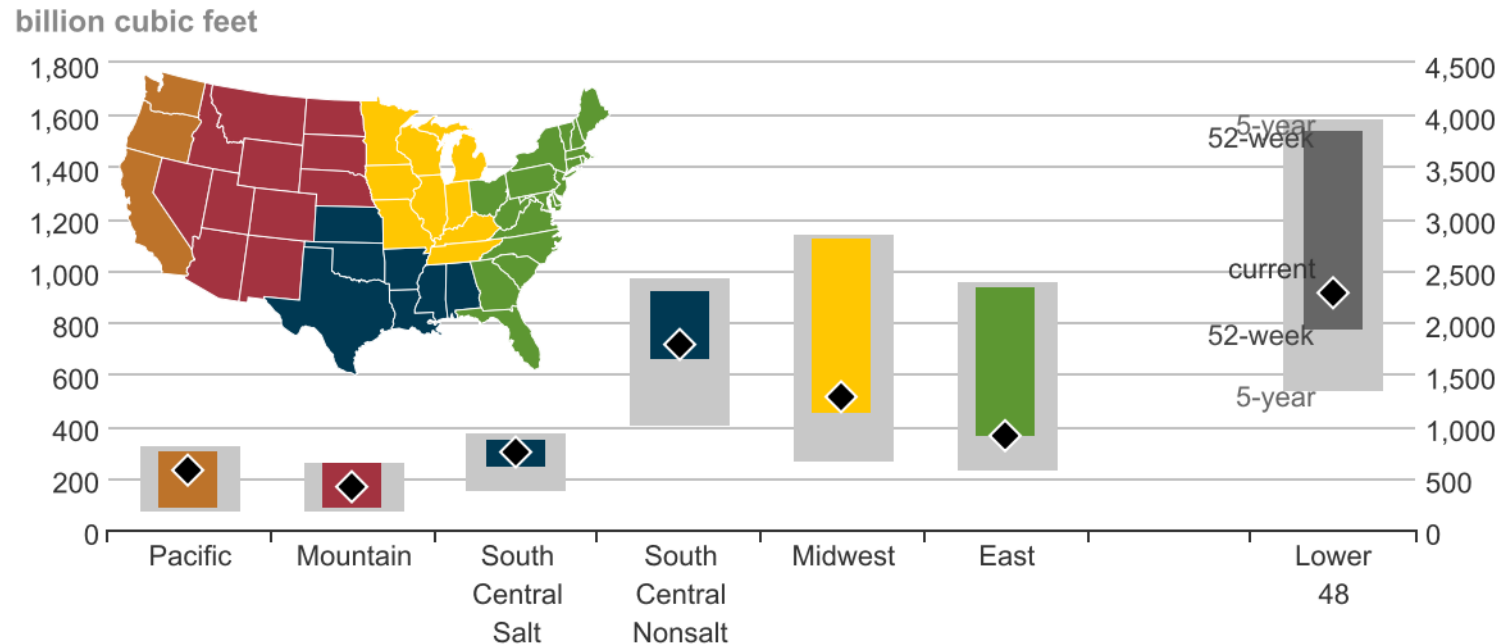 billion cubic feet
1,800
1,600
1,400
1,200
1,000
800
600
400
200
0
4,500
4,000
3,500
3,000
2,500
2,000
1,500
1,000
500
0
5-year
52-week
current
52-week
5-year
Pacific
Mountain
South
Central
Salt
South
Central
Nonsalt
Midwest
East
Lower
48